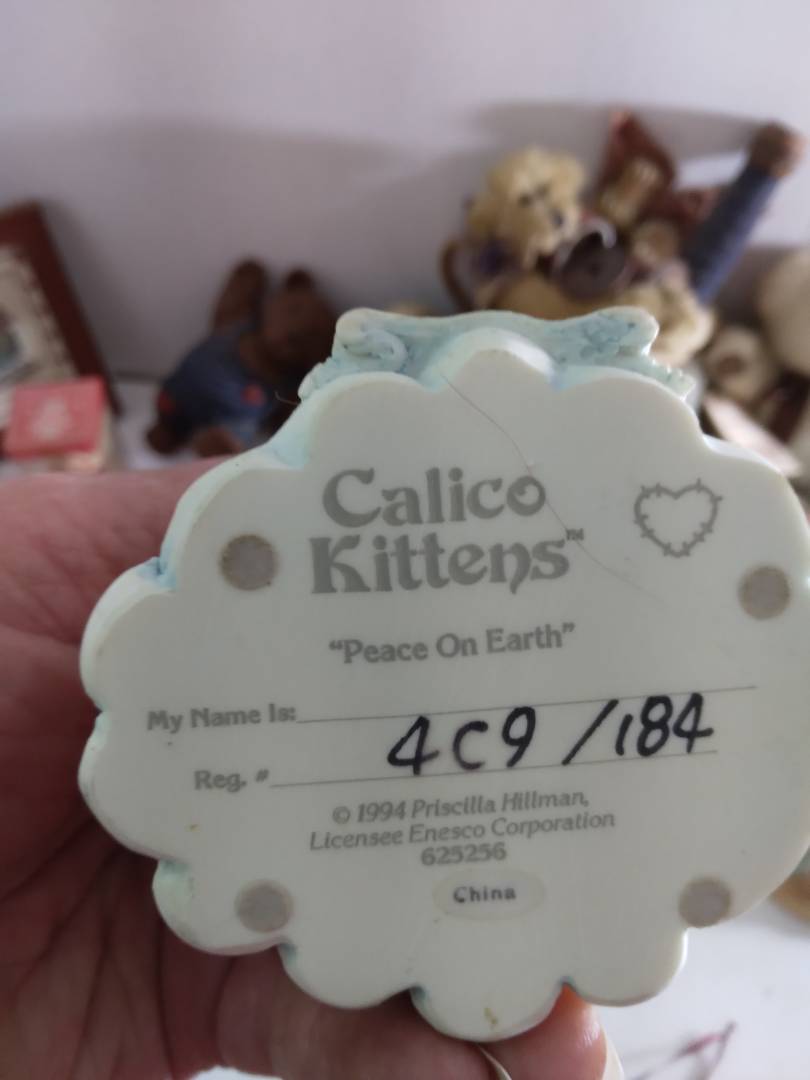 Calico
Kittens™
“Peace On Earth”
My Name Is:
Reg. # 4C9/184
© 1994 Priscilla Hillman,
Licensee Enesco Corporation
625256
China